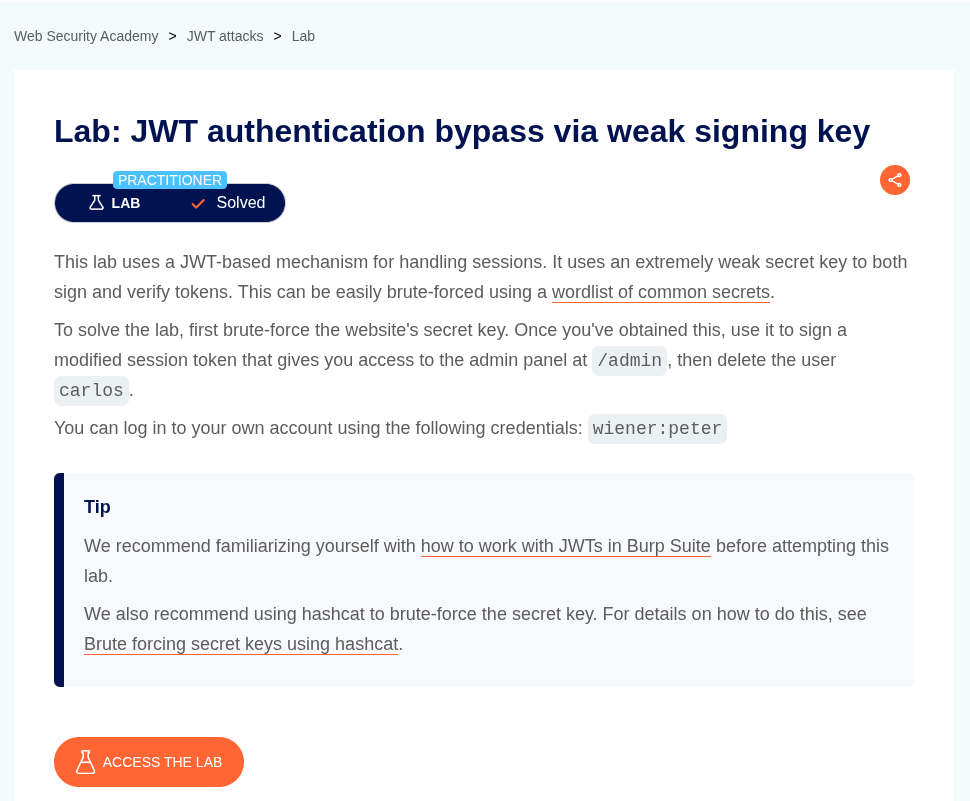 Web Security Academy > JWT attacks > Lab
Lab: JWT authentication bypass via weak signing key
PRACTITIONER
LAB Solved
This lab uses a JWT-based mechanism for handling sessions. It uses an extremely weak secret key to both
sign and verify tokens. This can be easily brute-forced using a wordlist of common secrets.
To solve the lab, first brute-force the website's secret key. Once you've obtained this, use it to sign a
modified session token that gives you access to the admin panel at /admin, then delete the user
carlos.
You can log in to your own account using the following credentials: wiener:peter
Tip
We recommend familiarizing yourself with how to work with JWTs in Burp Suite before attempting this
lab.
We also recommend using hashcat to brute-force the secret key. For details on how to do this, see
Brute forcing secret keys using hashcat.
ACCESS THE LAB